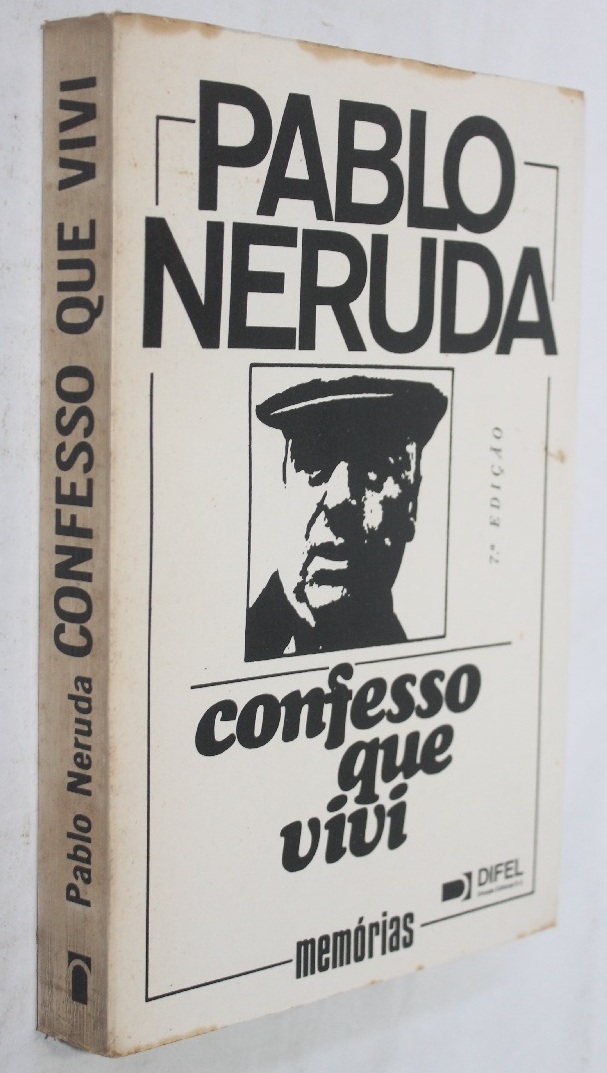 Pablo Neruda CONFESSO QUE VIVI
PABLO
NERUDA
7.ª EDIÇÃO
confesso
que
vivi
DIFEL
memórias